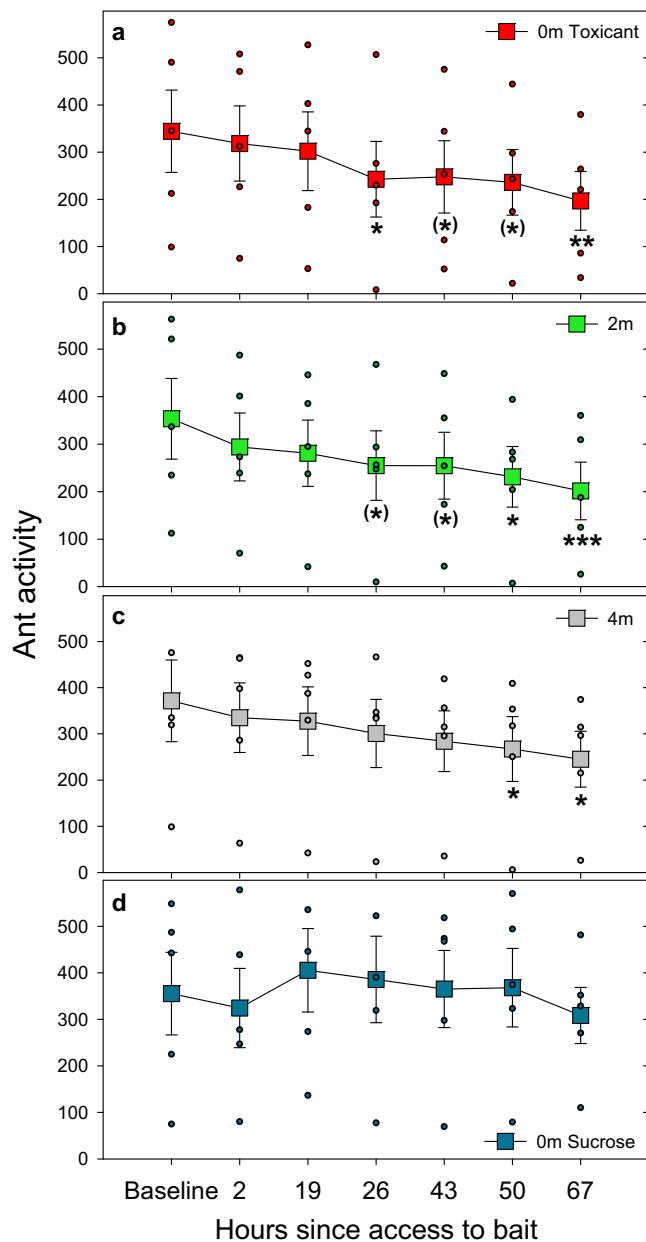 a
0m Toxicant
500
400
300
200
100
0
* (*) (*) **
b
2m
500
400
300
200
100
0
(*) (*) * ***
c
4m
500
400
300
200
100
0
* *
d
500
400
300
200
100
0
0m Sucrose
Ant activity
Baseline 2 19 26 43 50 67
Hours since access to bait